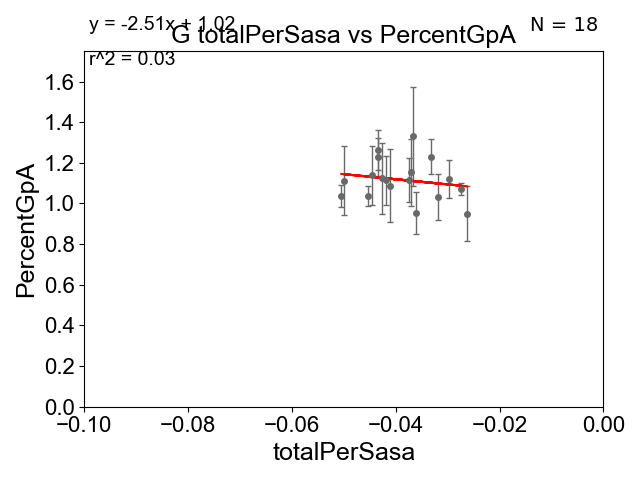 y = -2.51x + 1.02
N = 18
G totalPerSasa vs PercentGpA
r^2 = 0.03
PercentGpA
1.6
1.4
1.2
1.0
0.8
0.6
0.4
0.2
0.0
−0.10
−0.08
−0.06
−0.04
−0.02
0.00
totalPerSasa